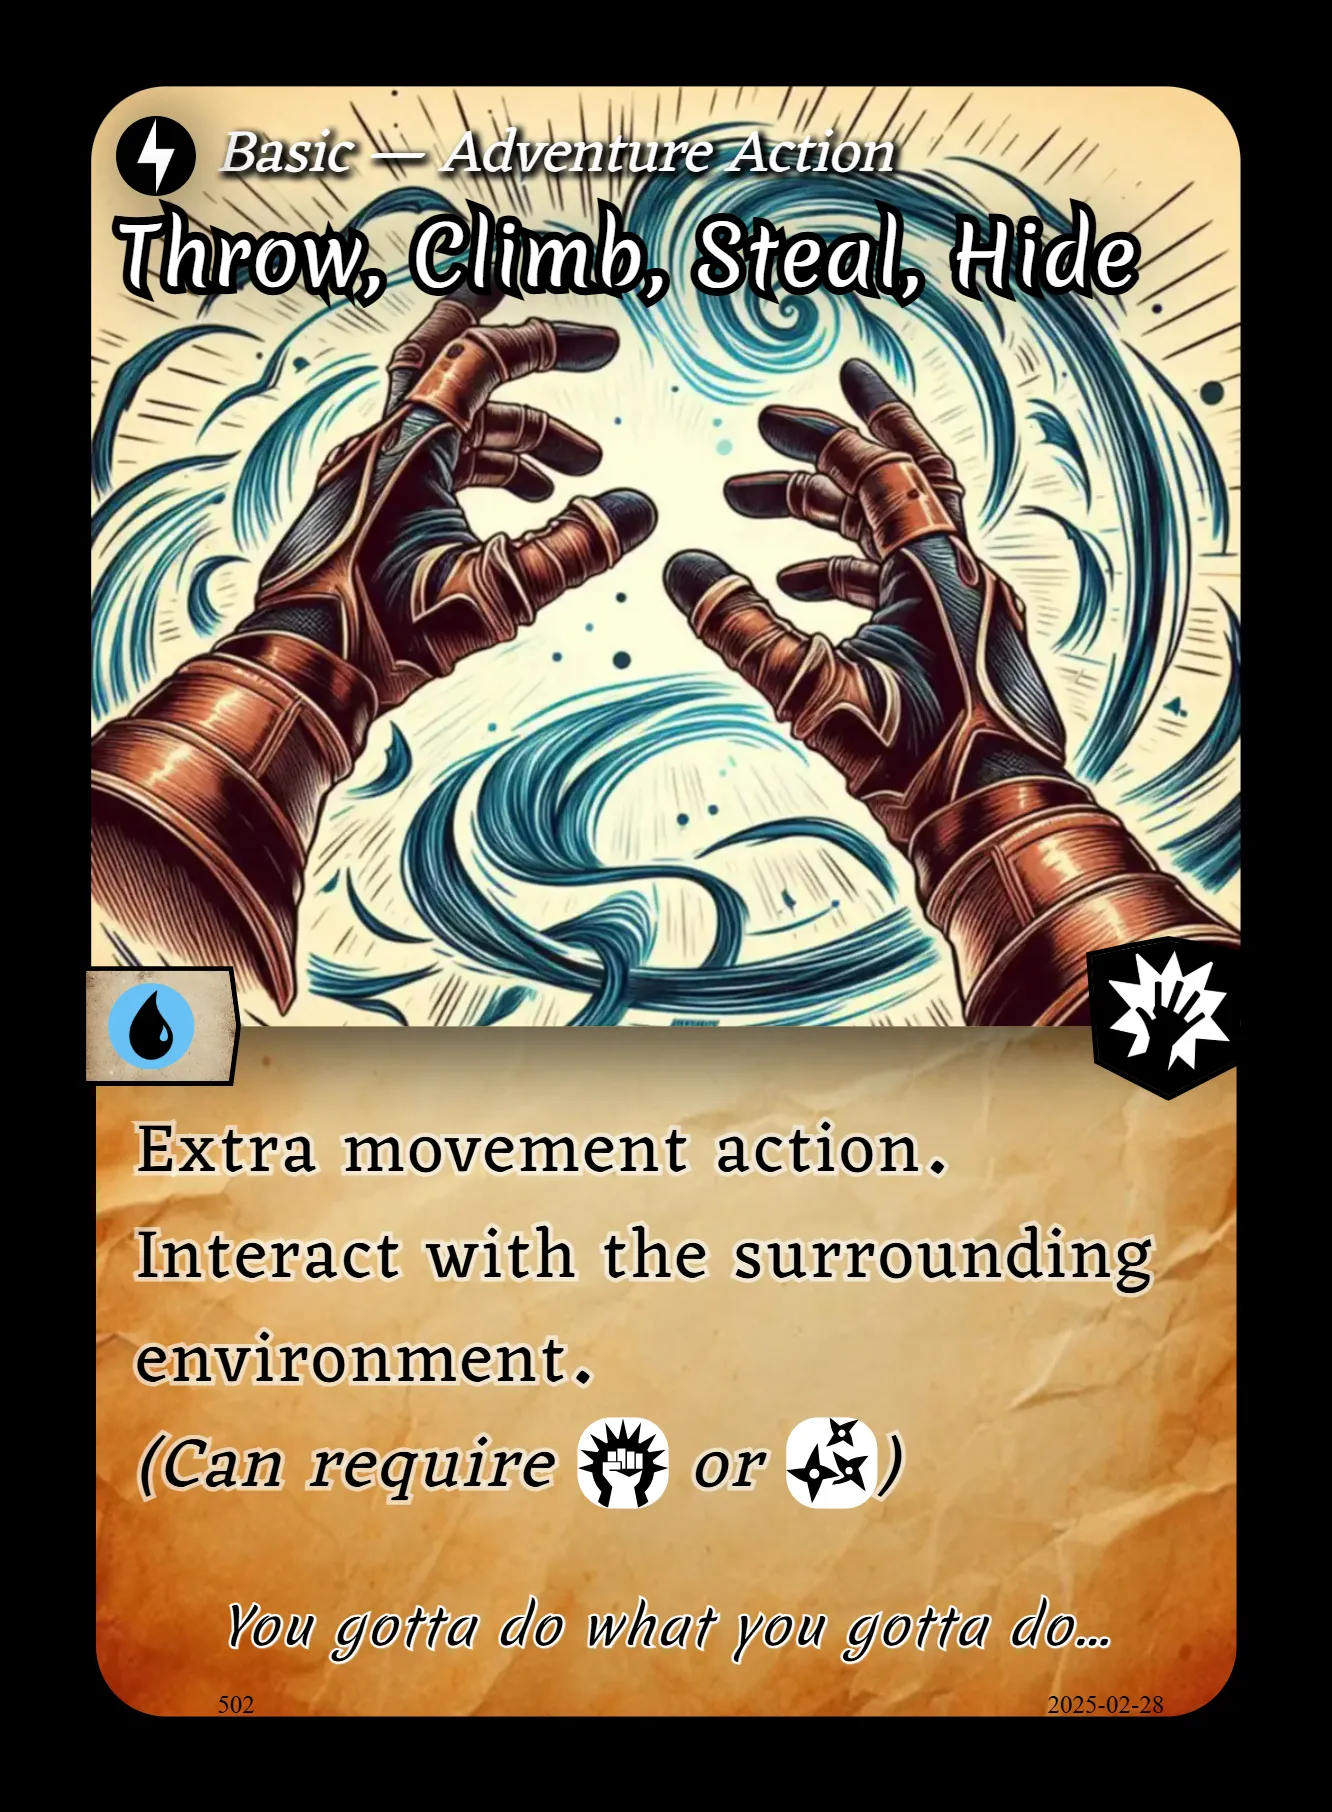 Basic — Adventure Action
Throw, Climb, Steal, Hide
Extra movement action.
Interact with the surrounding
environment.
(Can require or )
You gotta do what you gotta do...
502
2025-02-28